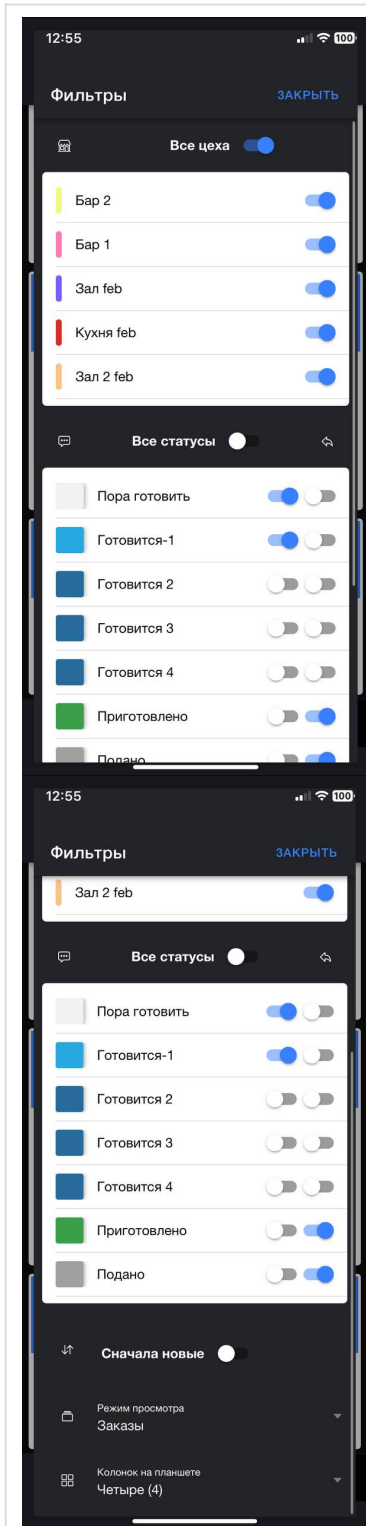 12:55
100
Фильтры
ЗАКРЫТЬ
Все цеха
Бар 2
Бар 1
Зал feb
Кухня feb
Зал 2 feb
Все статусы
Пора готовить
Готовится-1
Готовится 2
Готовится 3
Готовится 4
Приготовлено
Подано
12:55
100
Фильтры
ЗАКРЫТЬ
Зал 2 feb
Все статусы
Пора готовить
Готовится-1
Готовится 2
Готовится 3
Готовится 4
Приготовлено
Подано
Сначала новые
Режим просмотра
Заказы
Колонок на планшете
Четыре (4)